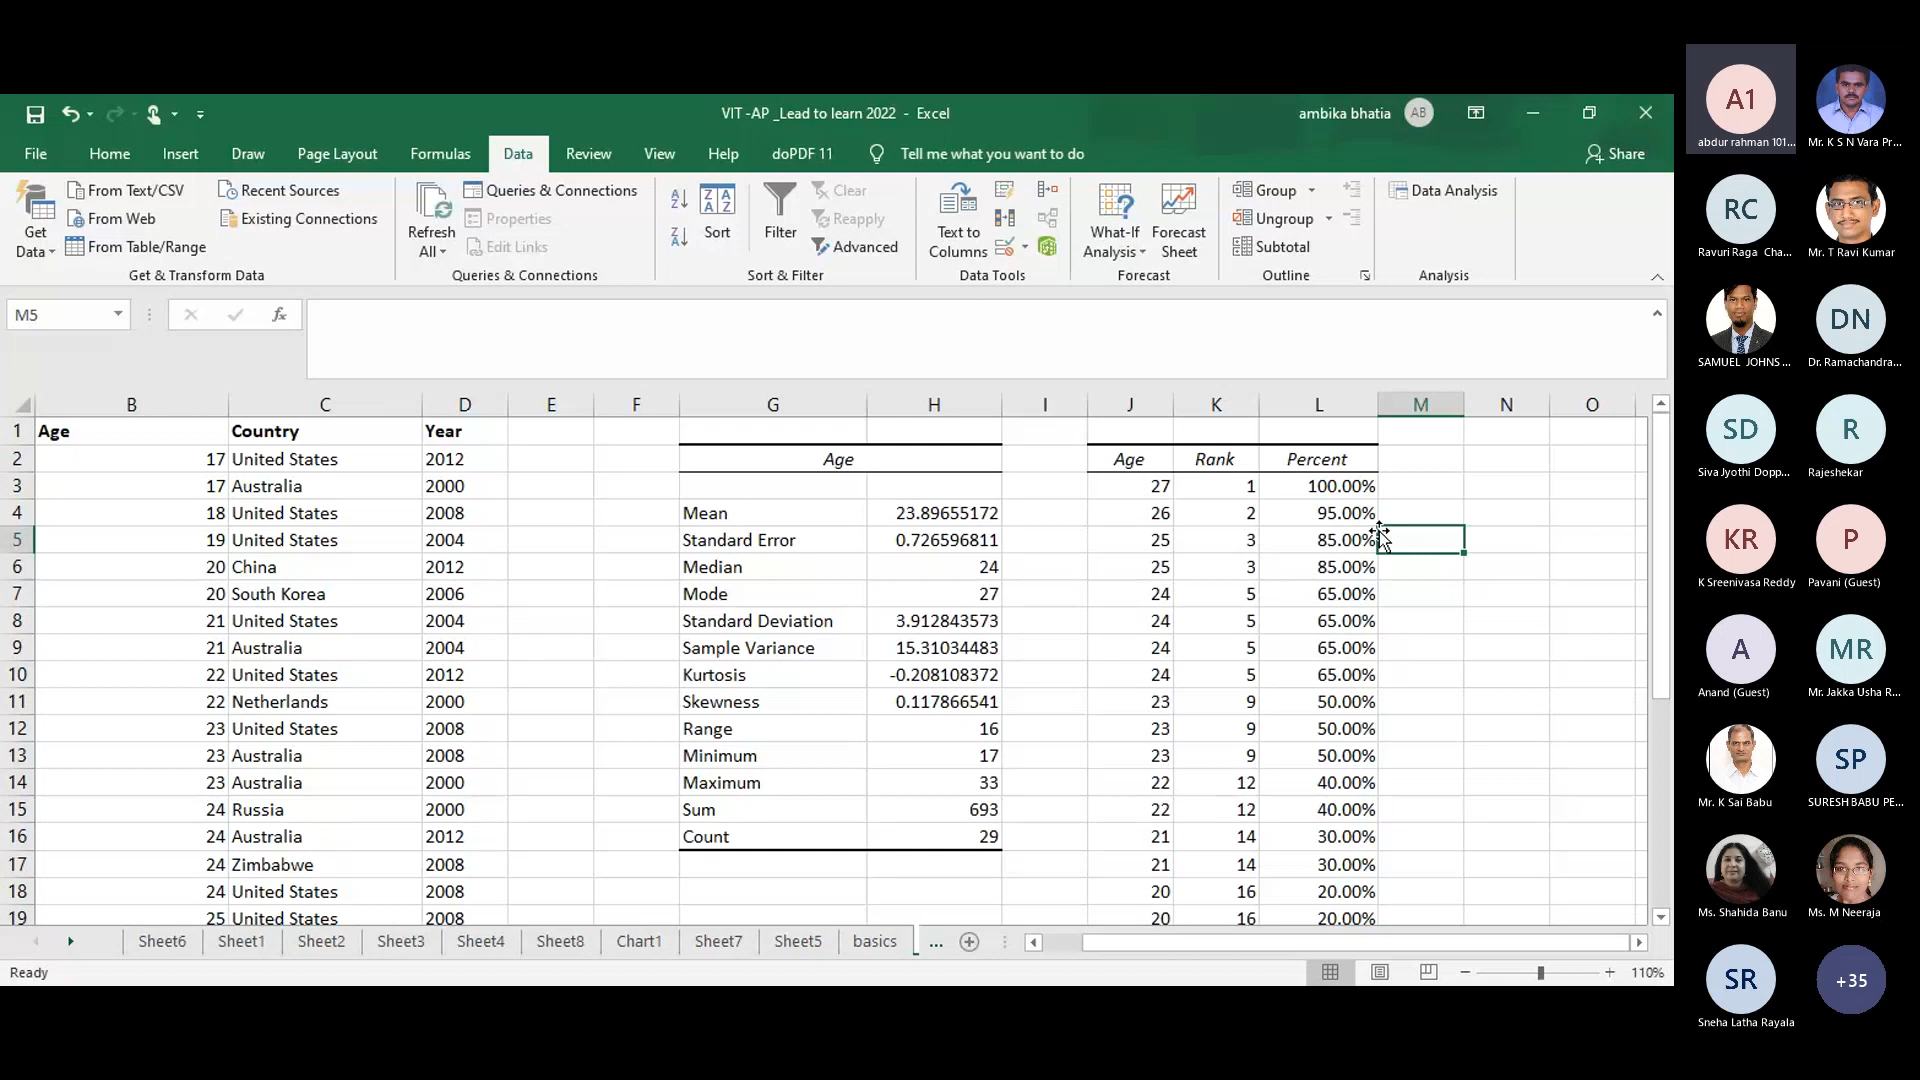 VIT -AP _Lead to learn 2022 - Excel
ambika bhatia AB
File Home Insert Draw Page Layout Formulas Data Review View Help doPDF 11 Tell me what you want to do Share
Get Data
From Text/CSV
From Web
From Table/Range
Recent Sources
Existing Connections
Get & Transform Data
Refresh All
Queries & Connections
Properties
Edit Links
Queries & Connections
Sort
Filter
Clear
Reapply
Advanced
Sort & Filter
Text to Columns
Data Tools
What-If Analysis
Forecast Sheet
Forecast
Group
Ungroup
Subtotal
Outline
Data Analysis
Analysis
M5 fx
B C D E F G H I J K L M N O
1 Age Country Year
2 17 United States 2012 Age Age Rank Percent
3 17 Australia 2000 27 1 100.00%
4 18 United States 2008 Mean 23.89655172 26 2 95.00%
5 19 United States 2004 Standard Error 0.726596811 25 3 85.00%
6 20 China 2012 Median 24 25 3 85.00%
7 20 South Korea 2006 Mode 27 24 5 65.00%
8 21 United States 2004 Standard Deviation 3.912843573 24 5 65.00%
9 21 Australia 2004 Sample Variance 15.31034483 24 5 65.00%
10 22 United States 2012 Kurtosis -0.208108372 24 5 65.00%
11 22 Netherlands 2000 Skewness 0.117866541 23 9 50.00%
12 23 United States 2008 Range 16 23 9 50.00%
13 23 Australia 2008 Minimum 17 23 9 50.00%
14 23 Australia 2000 Maximum 33 22 12 40.00%
15 24 Russia 2000 Sum 693 22 12 40.00%
16 24 Australia 2012 Count 29 21 14 30.00%
17 24 Zimbabwe 2008 21 14 30.00%
18 24 United States 2008 20 16 20.00%
19 25 United States 2008 20 16 20.00%
Sheet6 Sheet1 Sheet2 Sheet3 Sheet4 Sheet8 Chart1 Sheet7 Sheet5 basics ...
Ready 110%
A1
abdur rahman 101... Mr. K S N Vara Pr...
RC
Ravuri Raga Cha... Mr. T Ravi Kumar
DN
SAMUEL JOHNS ... Dr. Ramachandra...
SD R
Siva Jyothi Dopp... Rajeshekar
KR P
K Sreenivasa Reddy Pavani (Guest)
A MR
Anand (Guest) Mr. Jakka Usha R...
SP
Mr. K Sai Babu SURESH BABU PE...
Ms. Shahida Banu Ms. M Neeraja
SR +35
Sneha Latha Rayala